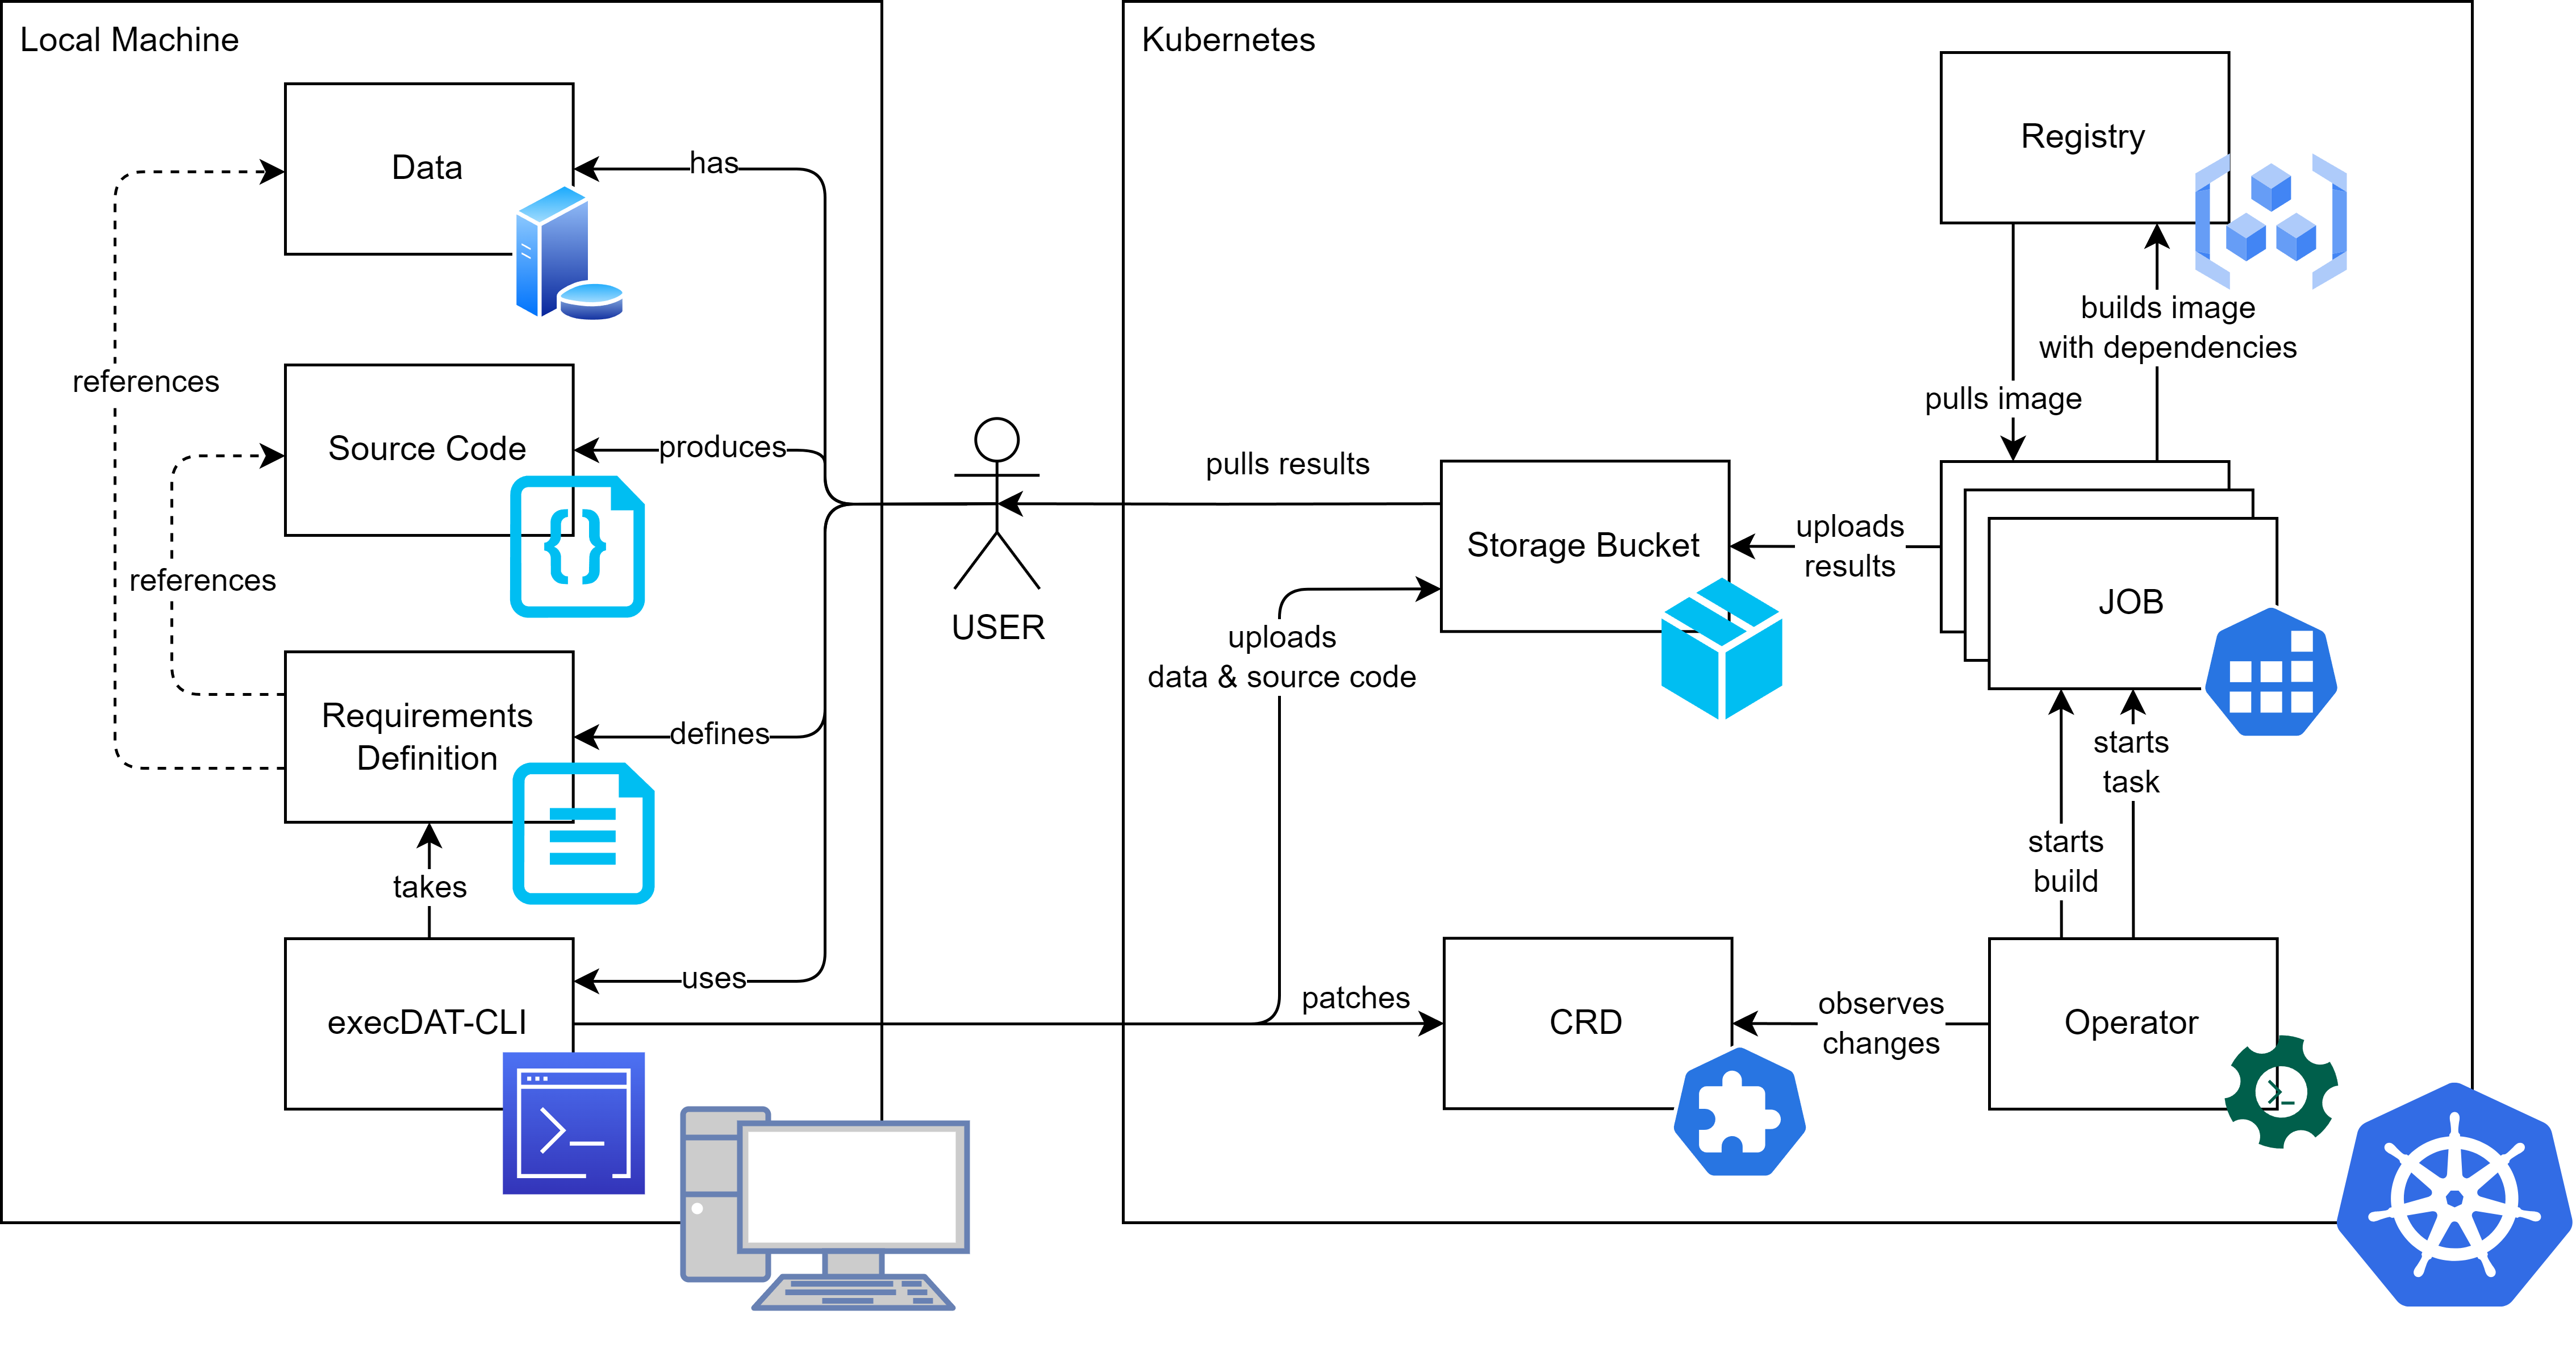 Local Machine
Data
has
references
Source Code
produces
references
Requirements
Definition
defines
takes
execDAT-CLI
uses
USER
Kubernetes
Registry
builds image
with dependencies
pulls image
pulls results
Storage Bucket
uploads
results
JOB
uploads
data & source code
starts
task
starts
build
patches
CRD
observes
changes
Operator